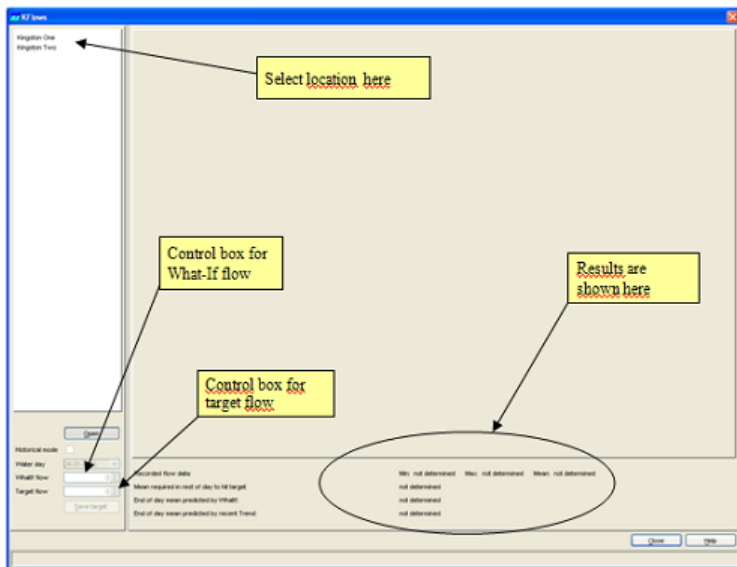 KFlows
Kingston One
Kingston Two
Select location here
Control box for
What-If flow
Results are
shown here
Control box for
target flow
Open
Historical mode
Water day
WhatIf flow 0
Target flow 0
Save target
Recorded flow data: Min: not determined Max: not determined Mean: not determined
Mean required in rest of day to hit target: not determined
End of day mean predicted by WhatIf: not determined
End of day mean predicted by recent Trend: not determined
Close Help